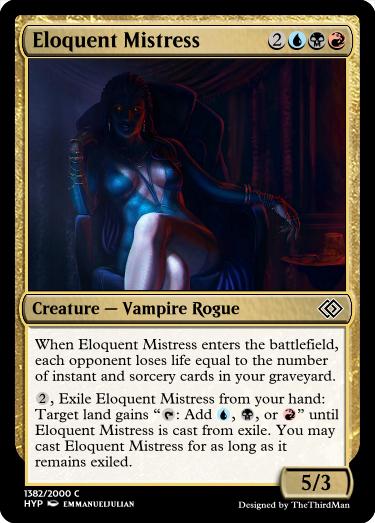 Eloquent Mistress 2
Creature — Vampire Rogue
When Eloquent Mistress enters the battlefield,
each opponent loses life equal to the number
of instant and sorcery cards in your graveyard.
2, Exile Eloquent Mistress from your hand:
Target land gains “: Add , , or ” until
Eloquent Mistress is cast from exile. You may
cast Eloquent Mistress for as long as it
remains exiled.
5/3
1382/2000 C
HYP EMMANUELJULIAN
Designed by TheThirdMan